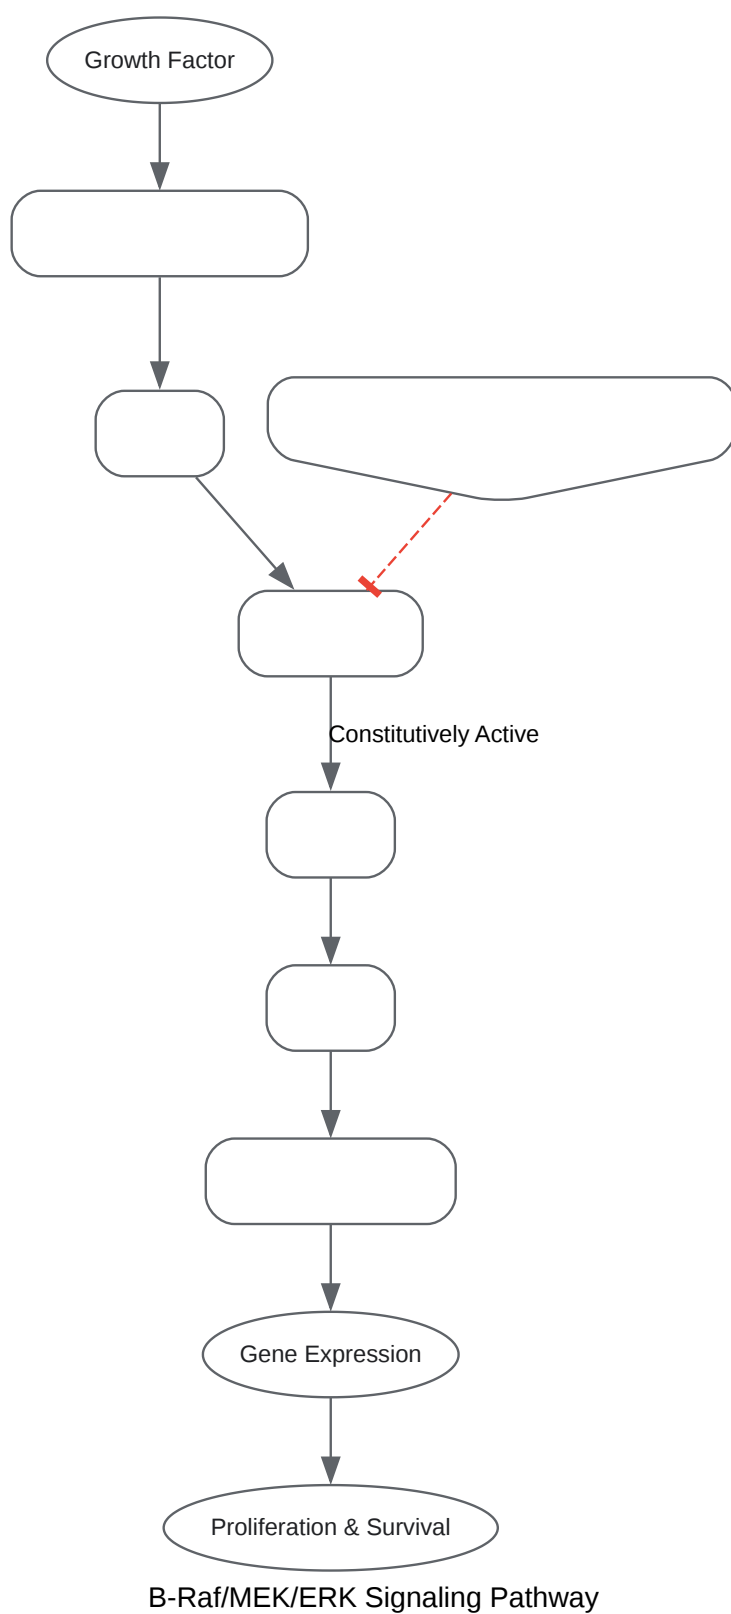 Growth Factor
Constitutively Active
Gene Expression
Proliferation & Survival
B-Raf/MEK/ERK Signaling Pathway